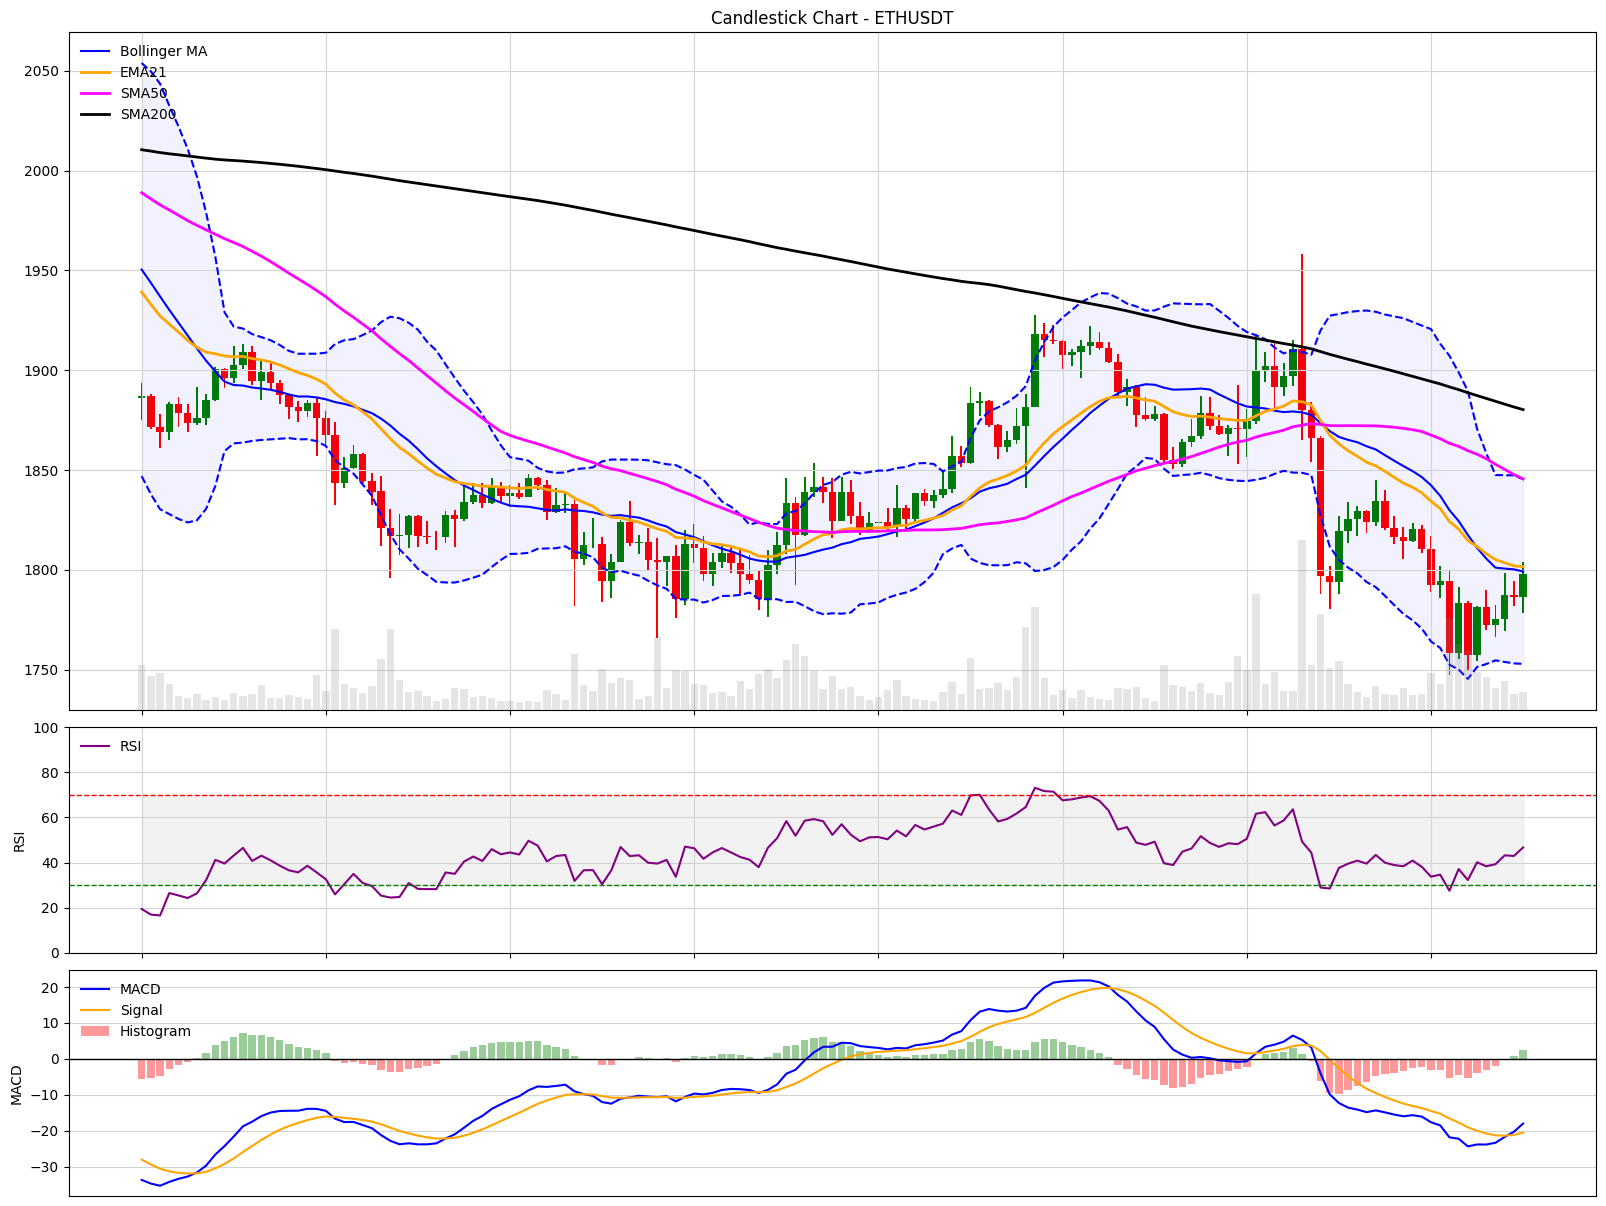 Candlestick Chart - ETHUSDT
Bollinger MA
EMA21
SMA50
SMA200
2050
2000
1950
1900
1850
1800
1750
RSI
RSI
100
80
60
40
20
0
MACD
Signal
Histogram
MACD
20
10
0
−10
−20
−30